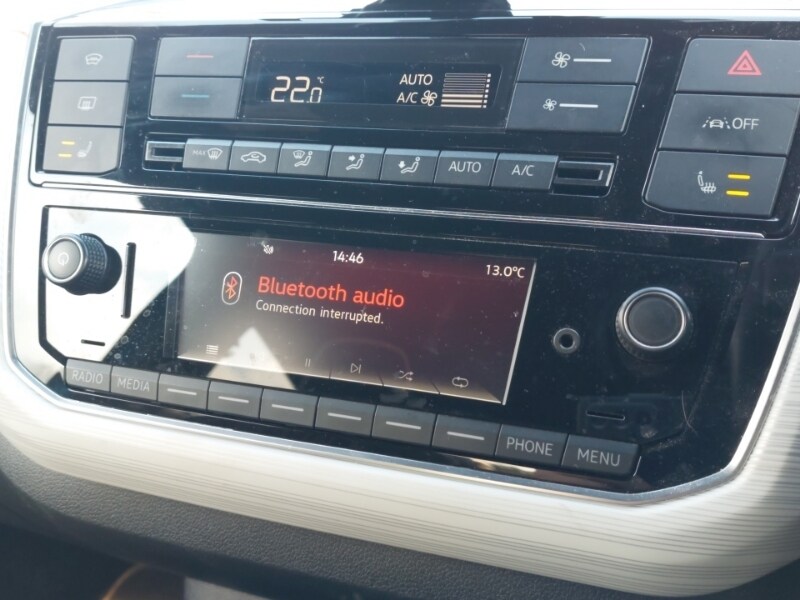 22.0 °C
AUTO
A/C
OFF
MAX
AUTO
A/C
14:46
13.0°C
Bluetooth audio
Connection interrupted.
RADIO
MEDIA
PHONE
MENU